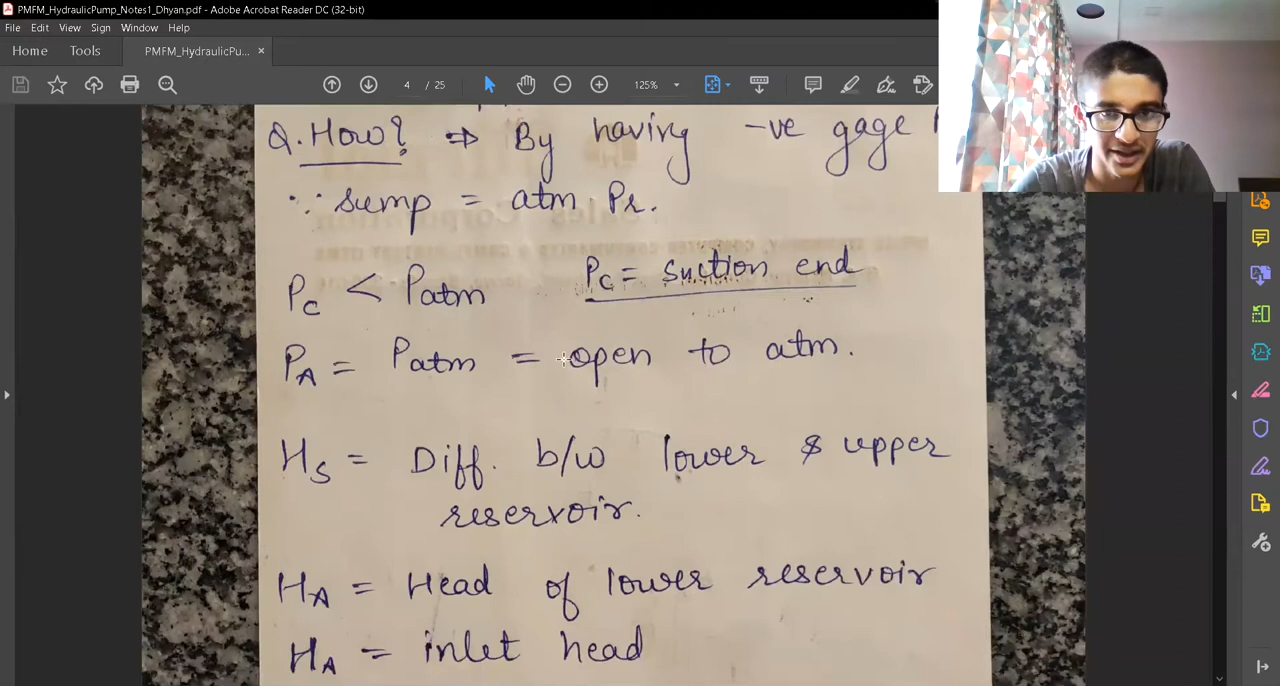 PMFM_HydraulicPump_Notes1_Dhyan.pdf - Adobe Acrobat Reader DC (32-bit)
File Edit View Sign Window Help
Home Tools PMFM_HydraulicPu... ×
4 / 25 125%
Q. How? ⇒ By having -ve gage
∵ sump = atm Pr.
Pc < Patm Pc = suction end
PA = Patm = open to atm.
Hs = Diff. b/w lower & upper
reservoir.
HA = Head of lower reservoir
HA = inlet head